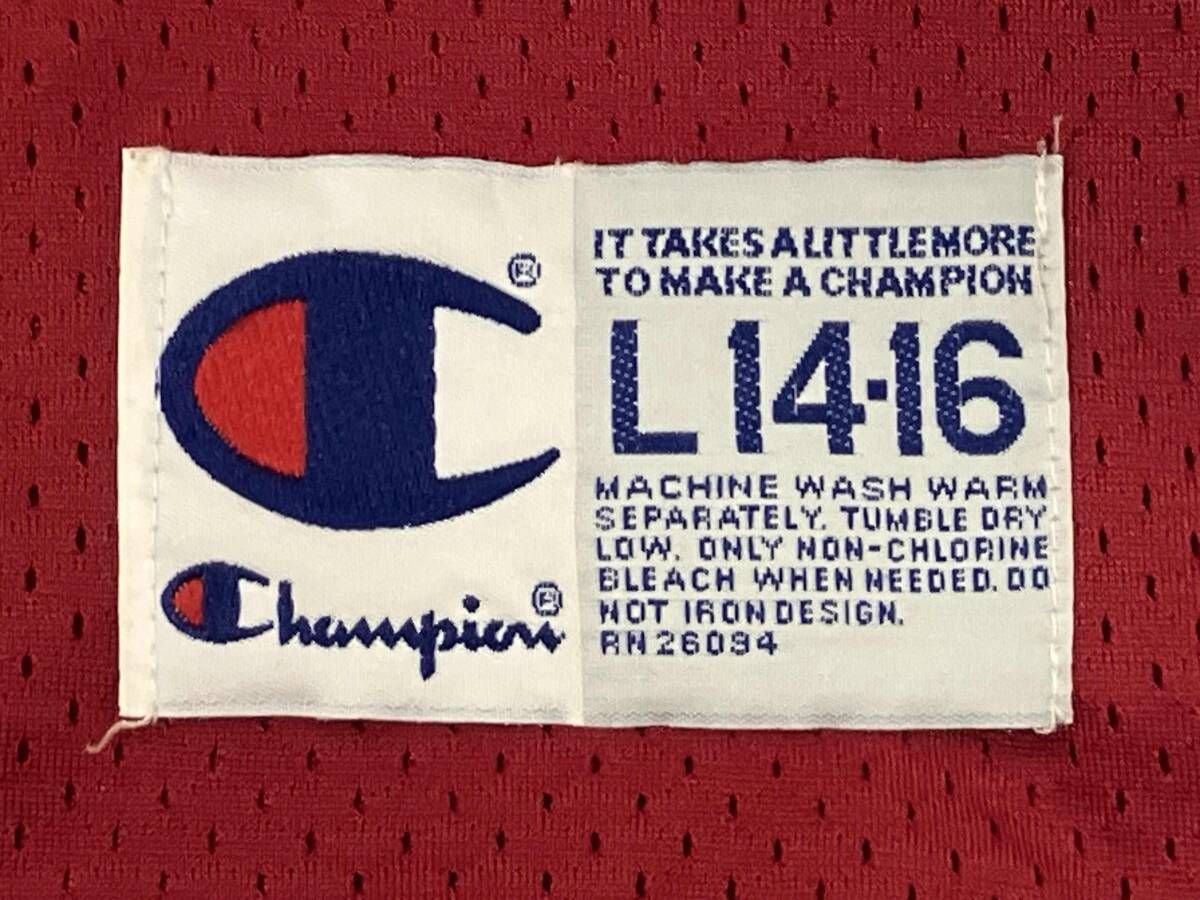 ®
Champion®
IT TAKES A LITTLE MORE
TO MAKE A CHAMPION
L 14-16
MACHINE WASH WARM
SEPARATELY. TUMBLE DRY
LOW. ONLY NON-CHLORINE
BLEACH WHEN NEEDED. DO
NOT IRON DESIGN.
RN 26094